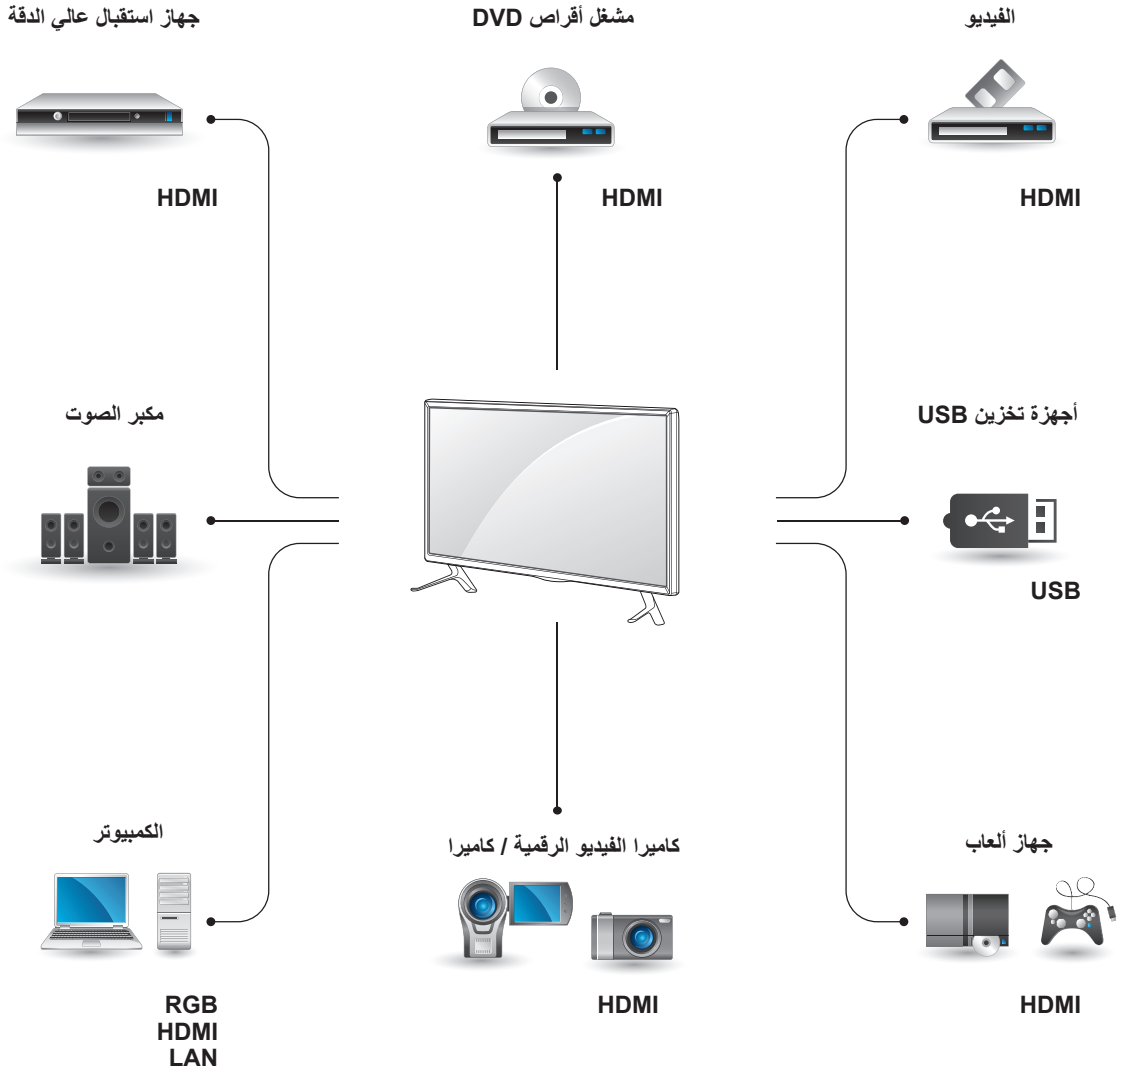 الفيديو
HDMI
مشغل أقراص DVD
HDMI
جهاز استقبال عالي الدقة
HDMI
أجهزة تخزين USB
USB
مكبر الصوت
جهاز ألعاب
HDMI
كاميرا الفيديو الرقمية / كاميرا
HDMI
الكمبيوتر
RGB
HDMI
LAN